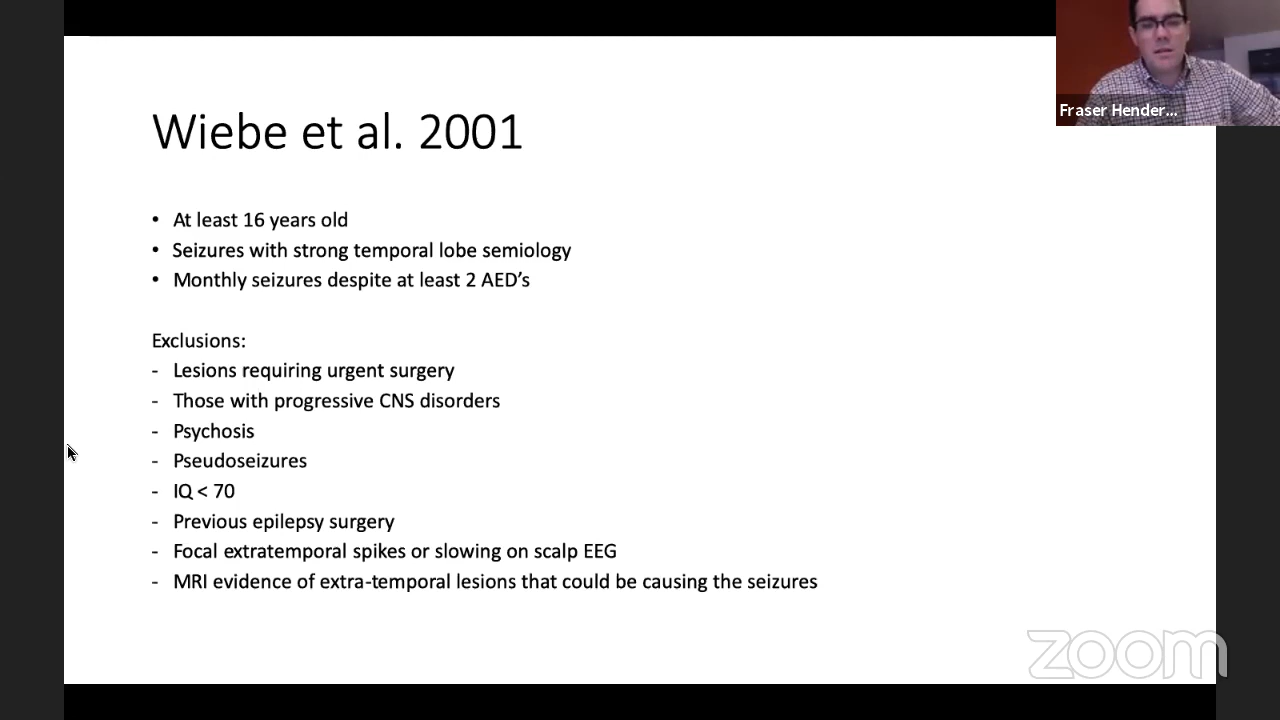 Fraser Hender...
Wiebe et al. 2001
• At least 16 years old
• Seizures with strong temporal lobe semiology
• Monthly seizures despite at least 2 AED’s
Exclusions:
- Lesions requiring urgent surgery
- Those with progressive CNS disorders
- Psychosis
- Pseudoseizures
- IQ < 70
- Previous epilepsy surgery
- Focal extratemporal spikes or slowing on scalp EEG
- MRI evidence of extra-temporal lesions that could be causing the seizures
zoom